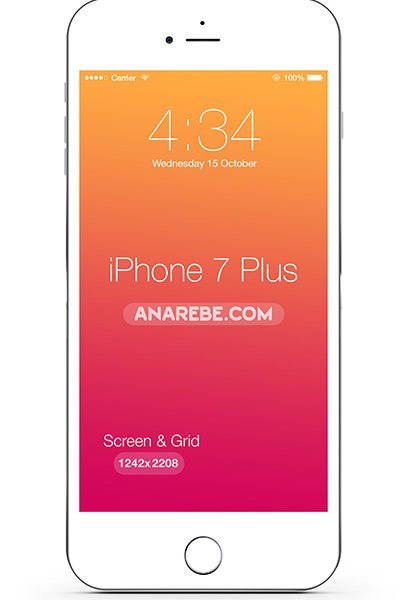 Carrier 100%
4:34
Wednesday 15 October
iPhone 7 Plus
ANAREBE.COM
Screen & Grid
1242x2208